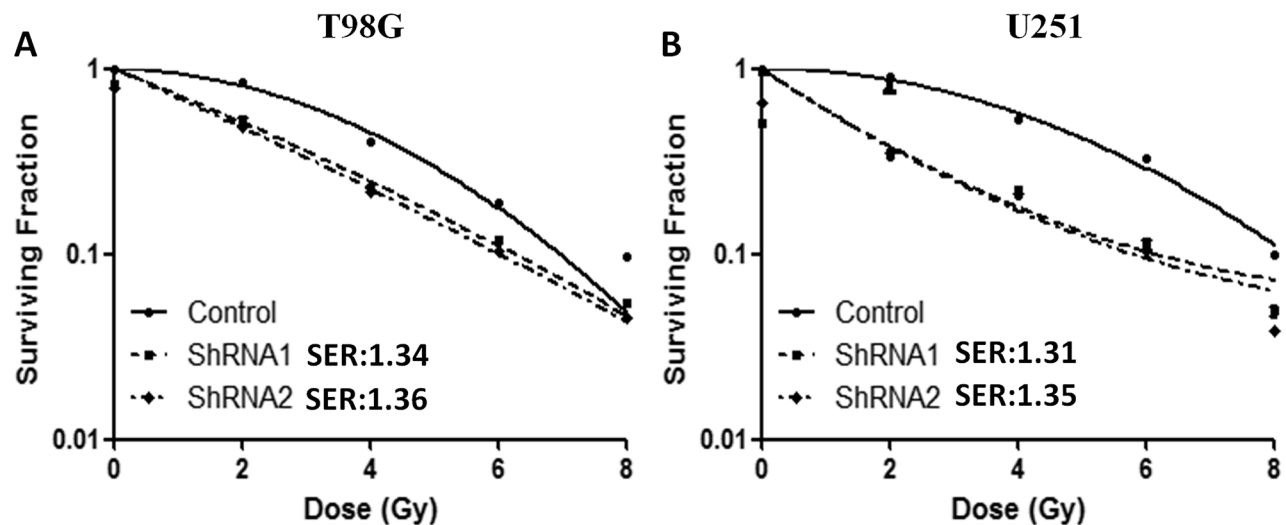 A
T98G
Surviving Fraction
1
0.1
0.01
Control
ShRNA1 SER:1.34
ShRNA2 SER:1.36
0 2 4 6 8
Dose (Gy)
B
U251
Surviving Fraction
1
0.1
0.01
Control
ShRNA1 SER:1.31
ShRNA2 SER:1.35
0 2 4 6 8
Dose (Gy)